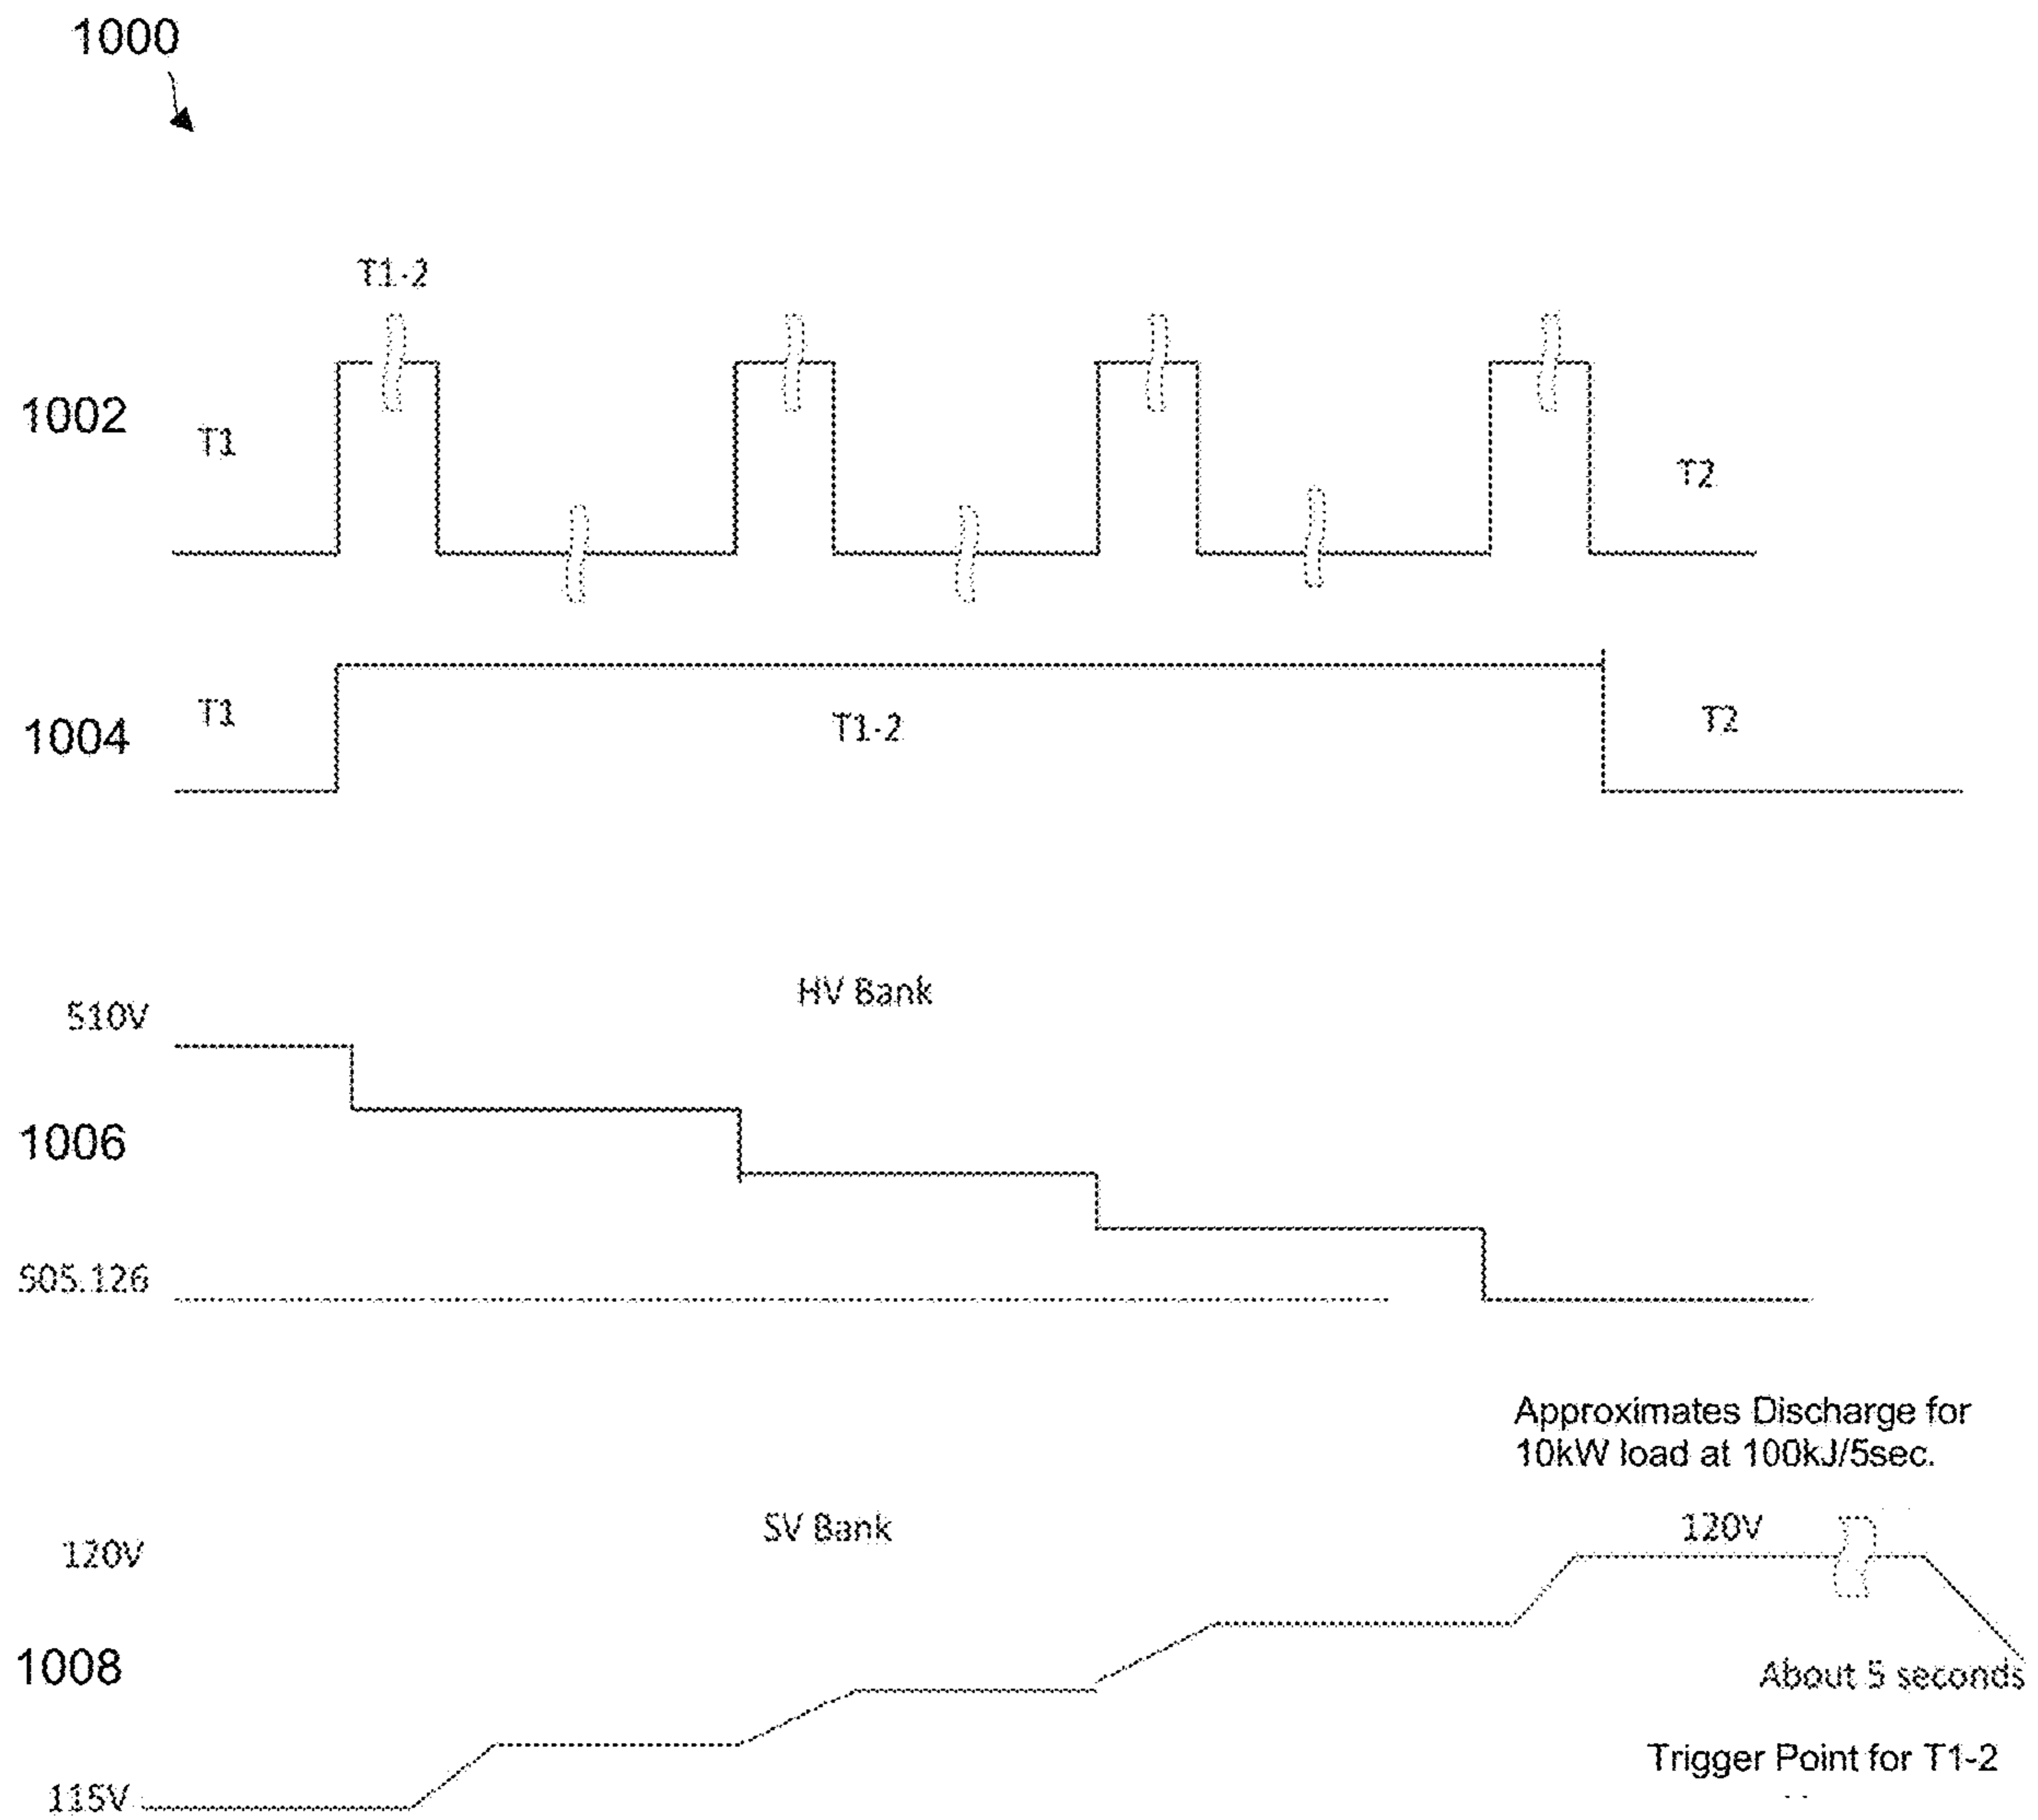 1000
T1-2
1002
T1
T2
1004
T1
T1-2
T2
HV Bank
510V
1006
505.126
Approximates Discharge for
10kW load at 100kJ/5sec.
SV Bank
120V
120V
1008
About 5 seconds
Trigger Point for T1-2
115V